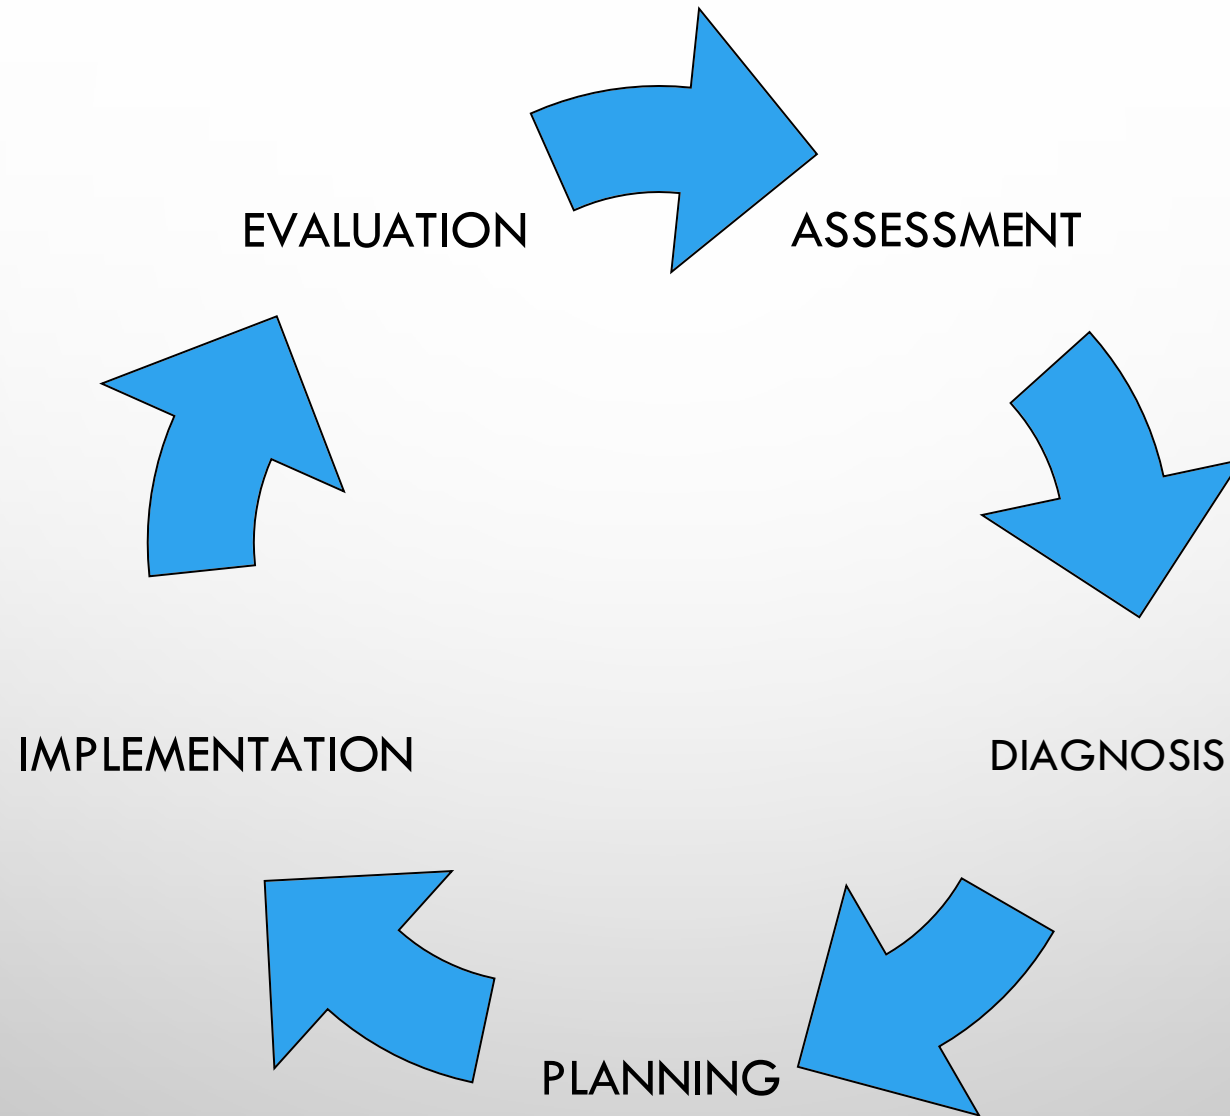 EVALUATION
ASSESSMENT
IMPLEMENTATION
DIAGNOSIS
PLANNING